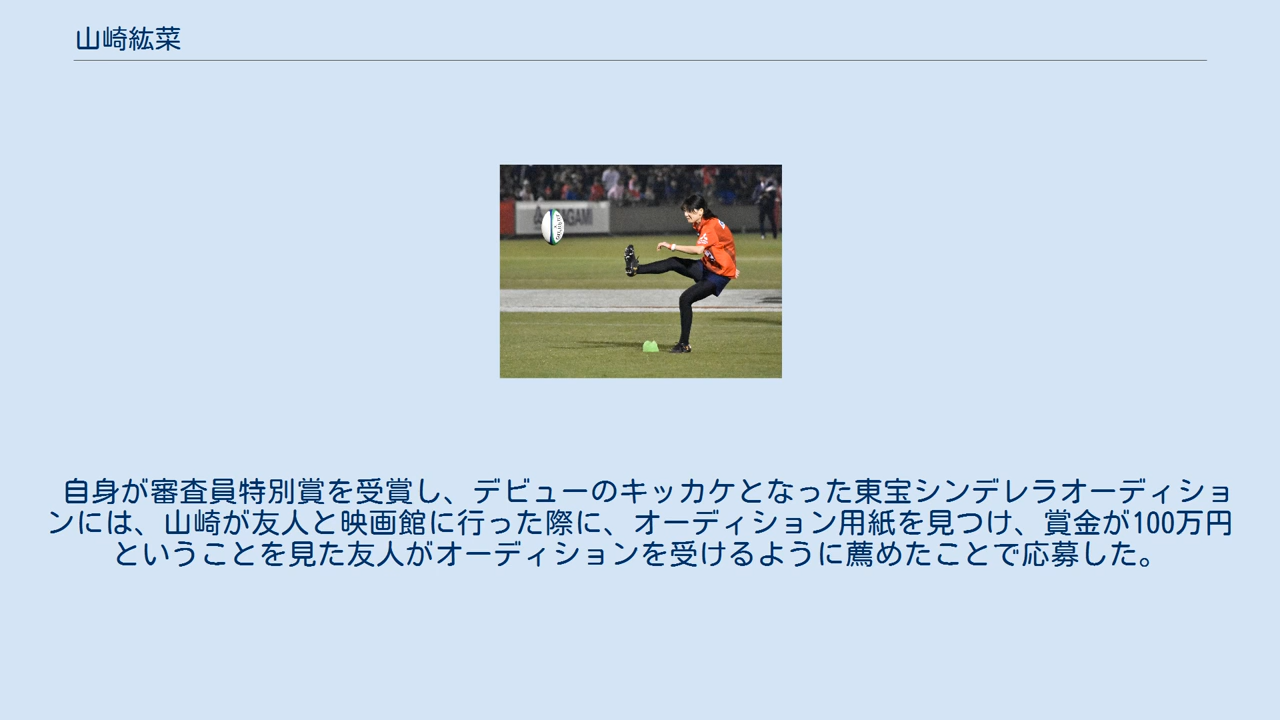 山崎紘菜
自身が審査員特別賞を受賞し、デビューのキッカケとなった東宝シンデレラオーディショ
ンには、山崎が友人と映画館に行った際に、オーディション用紙を見つけ、賞金が100万円
ということを見た友人がオーディションを受けるように薦めたことで応募した。